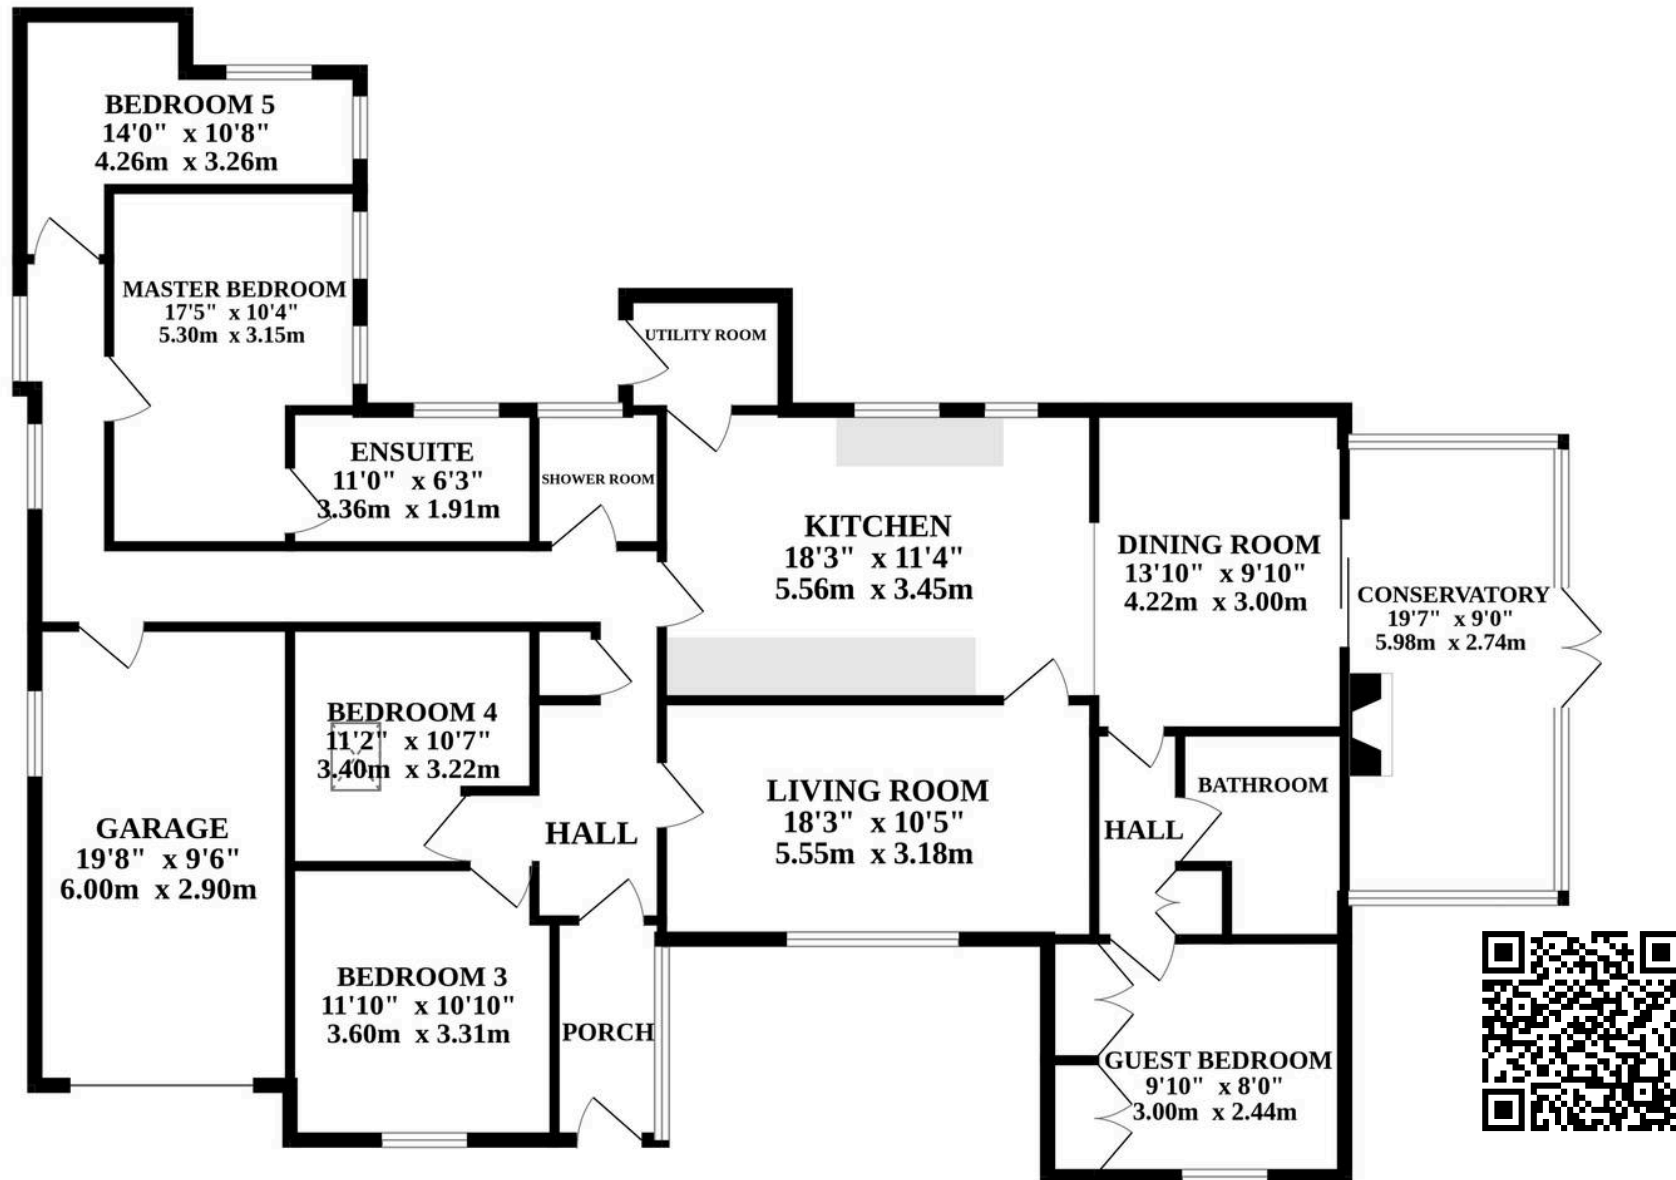 BEDROOM 5
14'0" x 10'8"
4.26m x 3.26m
MASTER BEDROOM
17'5" x 10'4"
5.30m x 3.15m
UTILITY ROOM
ENSUITE
11'0" x 6'3"
3.36m x 1.91m
SHOWER ROOM
KITCHEN
18'3" x 11'4"
5.56m x 3.45m
DINING ROOM
13'10" x 9'10"
4.22m x 3.00m
CONSERVATORY
19'7" x 9'0"
5.98m x 2.74m
BEDROOM 4
11'2" x 10'7"
3.40m x 3.22m
GARAGE
19'8" x 9'6"
6.00m x 2.90m
HALL
LIVING ROOM
18'3" x 10'5"
5.55m x 3.18m
HALL
BATHROOM
BEDROOM 3
11'10" x 10'10"
3.60m x 3.31m
PORCH
GUEST BEDROOM
9'10" x 8'0"
3.00m x 2.44m